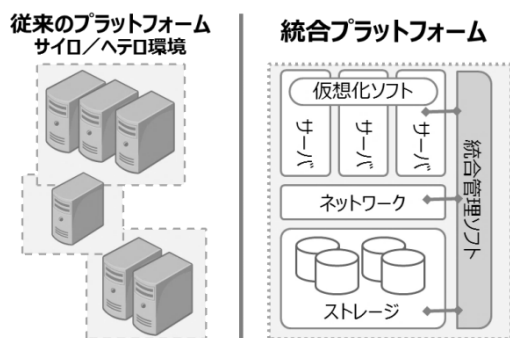 従来のプラットフォーム
サイロ／ヘテロ環境
統合プラットフォーム
仮想化ソフト
サーバ
サーバ
サーバ
ネットワーク
ストレージ
統合管理ソフト